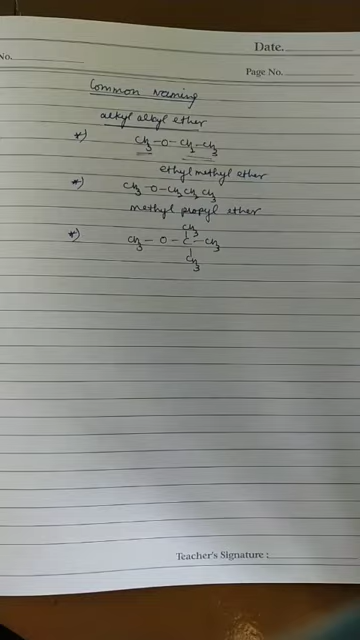 Date.
No.
Page No.
Common Naming
alkyl alkyl ether
*) CH3-O-CH2-CH3
ethyl methyl ether
*) CH3-O-CH2CH2CH3
methyl propyl ether
CH3
*) CH3-O-C-CH3
CH3
Teacher's Signature :